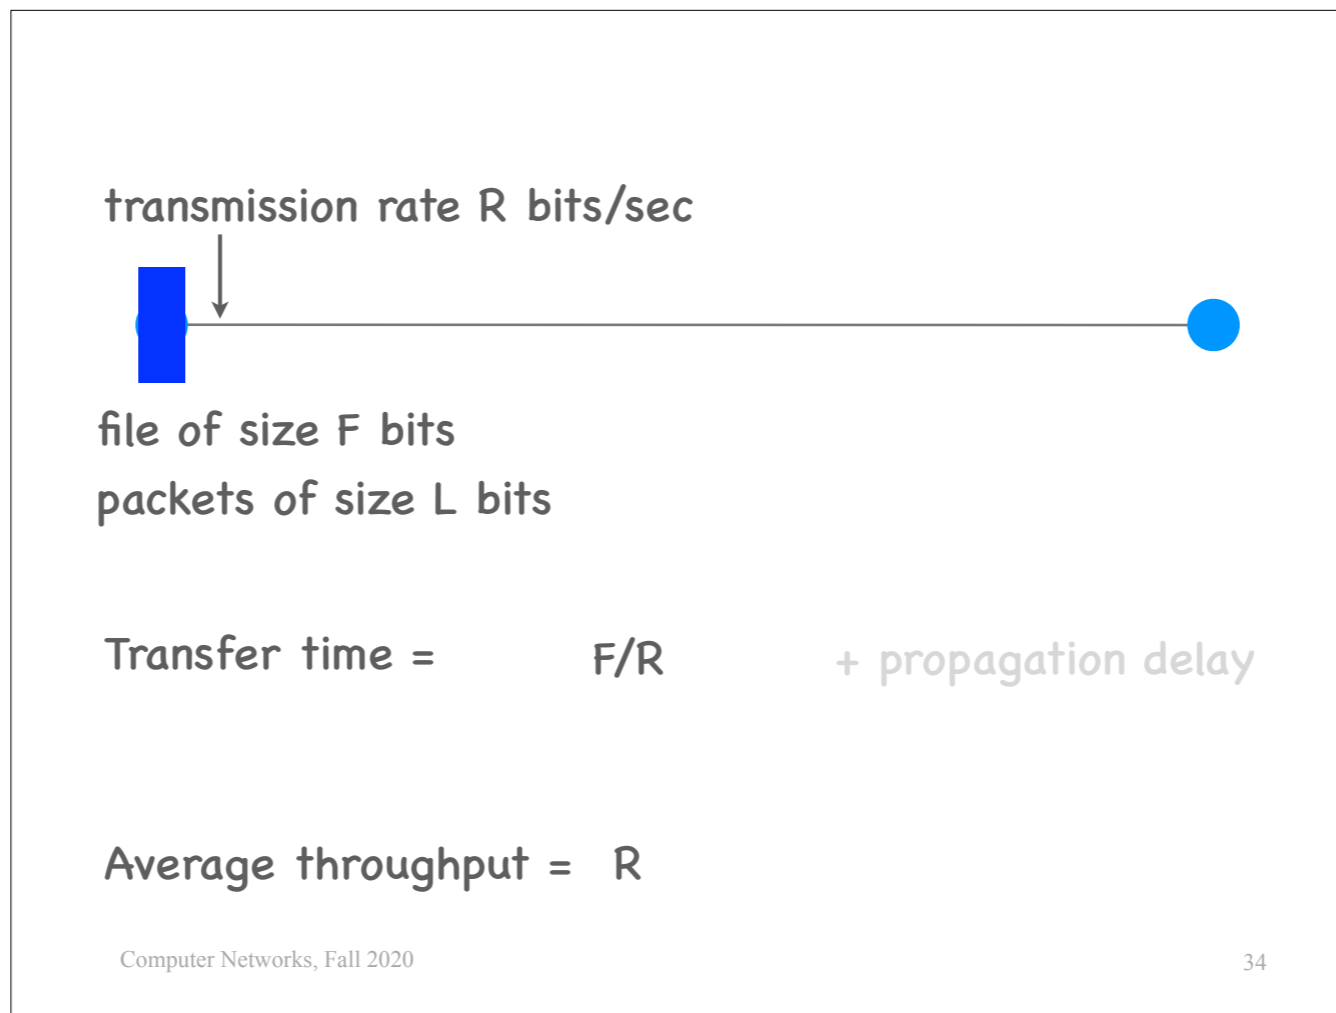 transmission rate R bits/sec
file of size F bits
packets of size L bits
Transfer time = F/R + propagation delay
Average throughput = R
Computer Networks, Fall 2020 34